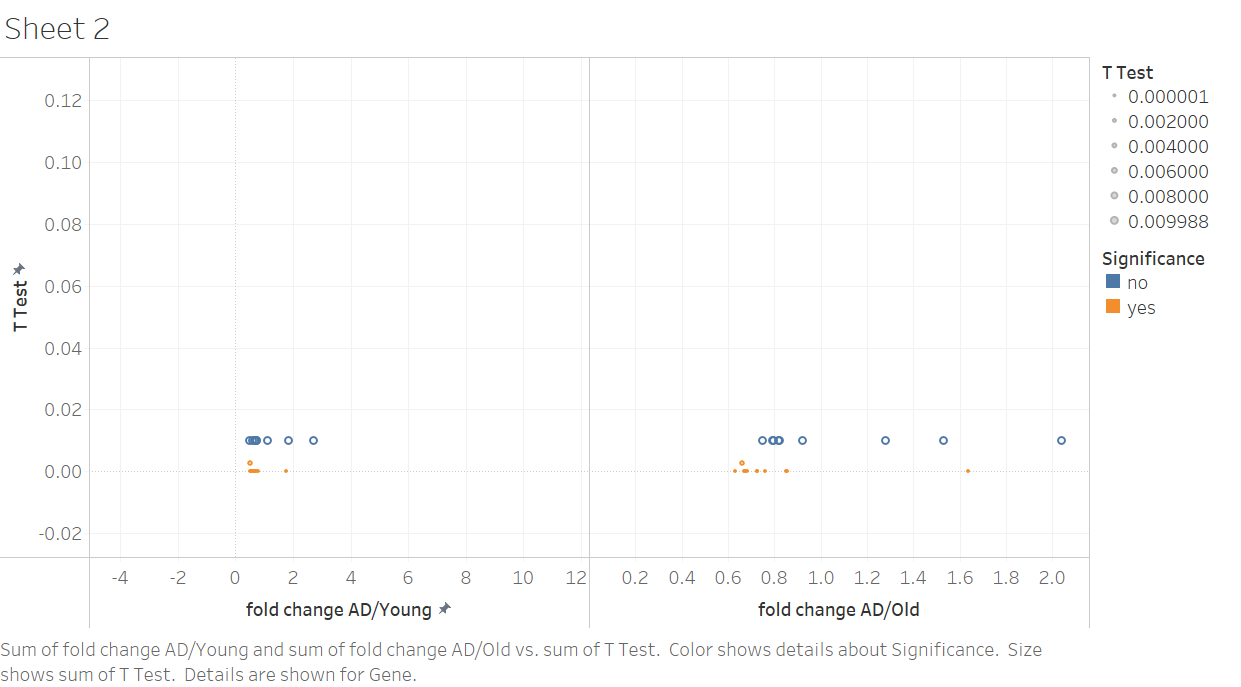 Sheet 2
T Test
0.000001
0.002000
0.004000
0.006000
0.008000
0.009988
Significance
no
yes
0.12
0.10
0.08
0.06
0.04
0.02
0.00
-0.02
T Test
-4 -2 0 2 4 6 8 10 12 0.2 0.4 0.6 0.8 1.0 1.2 1.4 1.6 1.8 2.0
fold change AD/Young fold change AD/Old
Sum of fold change AD/Young and sum of fold change AD/Old vs. sum of T Test. Color shows details about Significance. Size
shows sum of T Test. Details are shown for Gene.